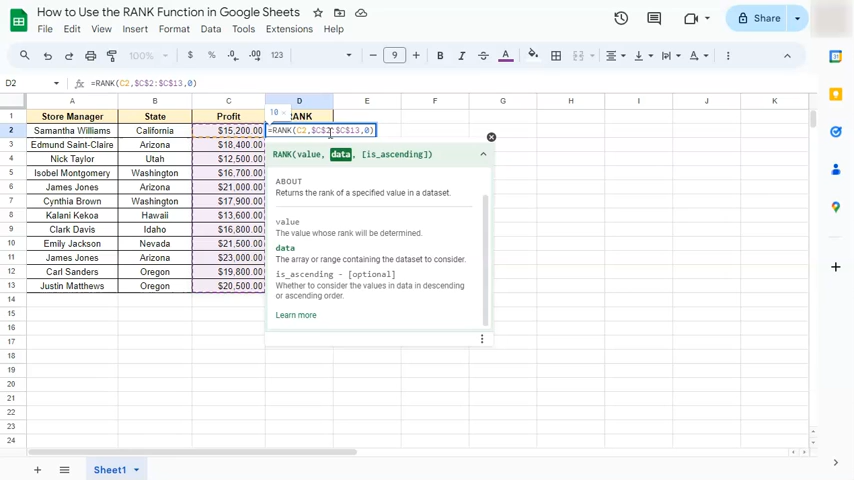 How to Use the RANK Function in Google Sheets
File Edit View Insert Format Data Tools Extensions Help
Share
100% $ % .0 .00 123 9 B I S A
D2 =RANK(C2,$C$2:$C$13,0)
A B C D E F G H I J K
1 Store Manager State Profit RANK
10 ×
2 Samantha Williams California $15,200.00 =RANK(C2,$C$2:$C$13,0)
3 Edmund Saint-Claire Arizona $18,400.00
4 Nick Taylor Utah $12,500.00
5 Isobel Montgomery Washington $16,700.00
6 James Jones Arizona $21,000.00
7 Cynthia Brown Washington $17,900.00
8 Kalani Kekoa Hawaii $13,600.00
9 Clark Davis Idaho $16,800.00
10 Emily Jackson Nevada $21,500.00
11 James Jones Arizona $23,000.00
12 Carl Sanders Oregon $19,800.00
13 Justin Matthews Oregon $20,500.00
14
15
16
17
18
19
20
21
22
23
24
RANK(value, data, [is_ascending])
ABOUT
Returns the rank of a specified value in a dataset.
value
The value whose rank will be determined.
data
The array or range containing the dataset to consider.
is_ascending - [optional]
Whether to consider the values in data in descending
or ascending order.
Learn more
Sheet1